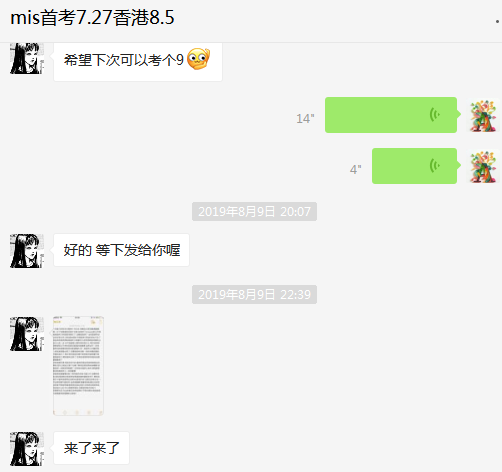 mis首考7.27香港8.5
希望下次可以考个9
14"
4"
2019年8月9日 20:07
好的 等下发给你喔
2019年8月9日 22:39
来了来了